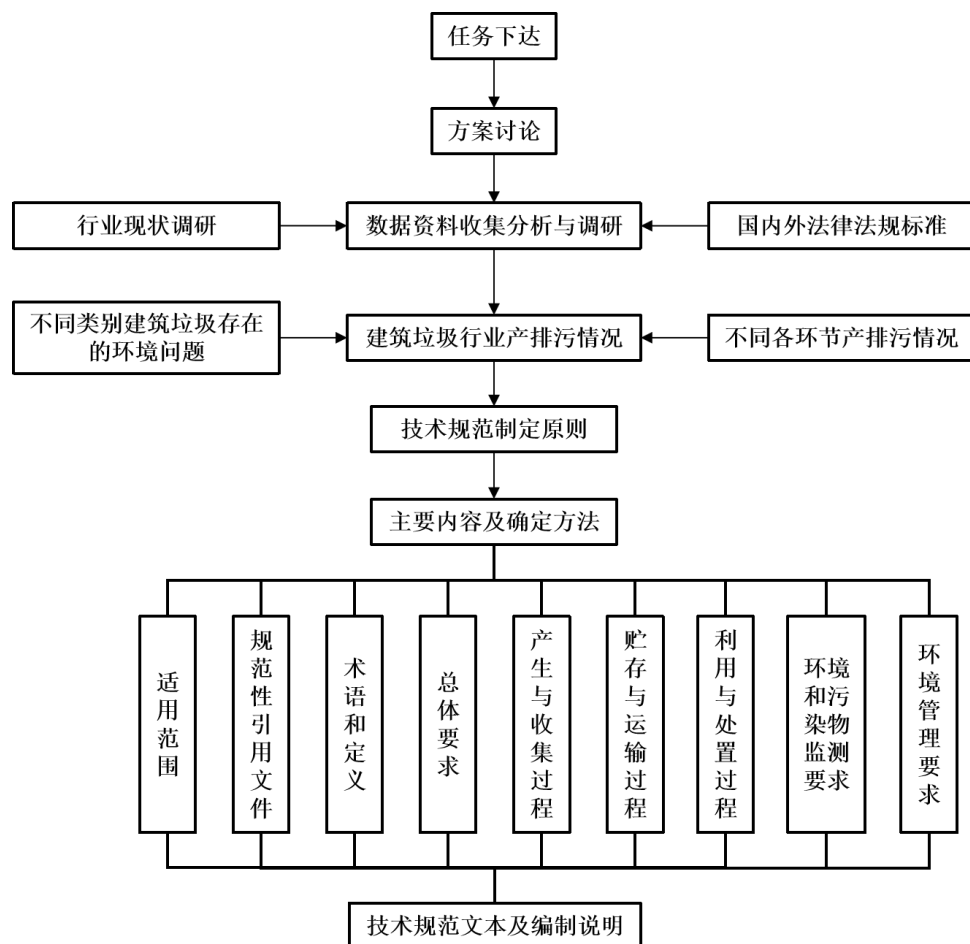 任务下达
方案讨论
行业现状调研
数据资料收集分析与调研
国内外法律法规标准
不同类别建筑垃圾存在
的环境问题
建筑垃圾行业产排污情况
不同各环节产排污情况
技术规范制定原则
主要内容及确定方法
适用范围
规范性引用文件
术语和定义
总体要求
产生与收集过程
贮存与运输过程
利用与处置过程
环境
和污
染物
监测
要求
环境管理要求
技术规范文本及编制说明